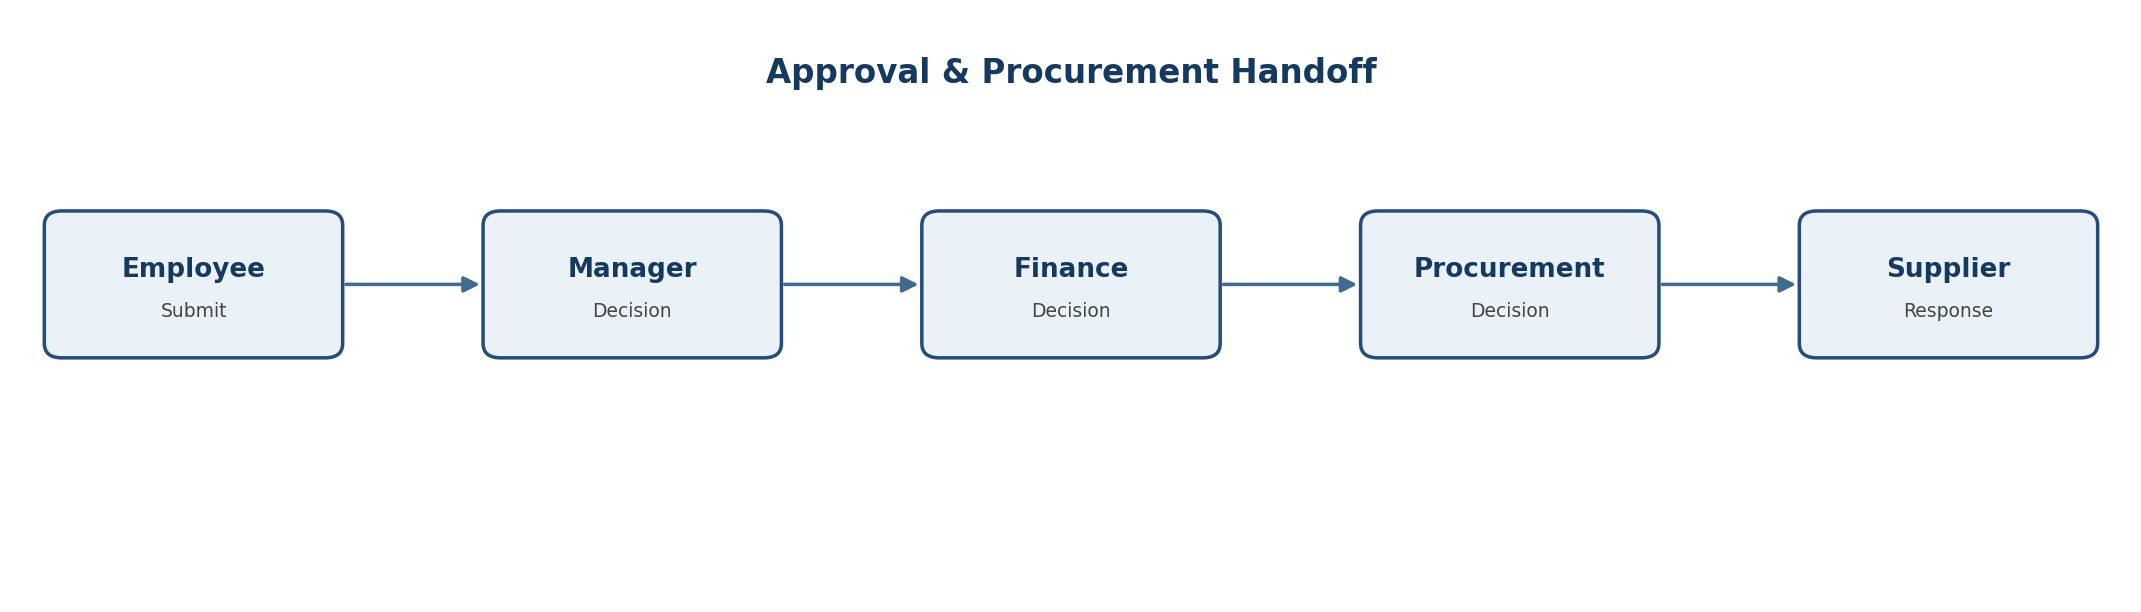 Approval & Procurement Handoff
Employee
Submit
Manager
Decision
Finance
Decision
Procurement
Decision
Supplier
Response